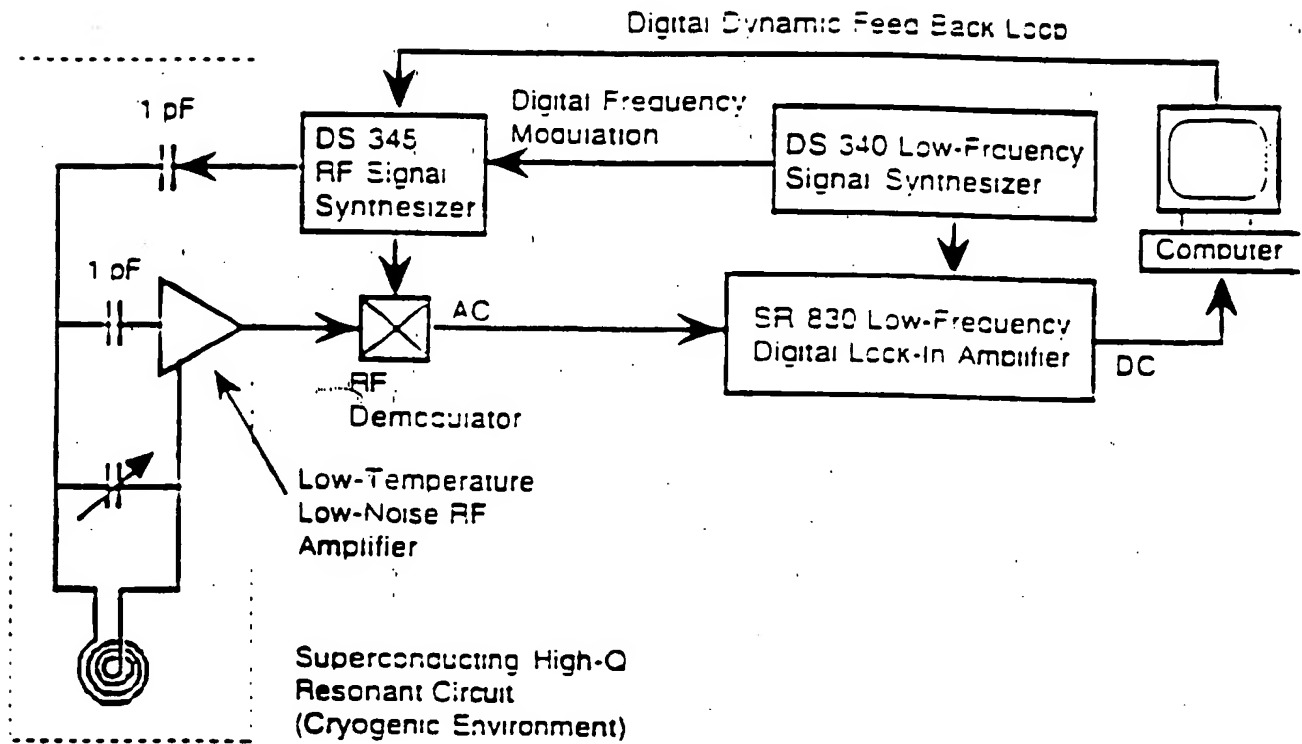 Digital Dynamic Feed Back Loop
1 pF
DS 345
RF Signal
Synthesizer
Digital Frequency
Modulation
DS 340 Low-Fruency
Signal Synthesizer
Computer
1 pF
AC
SR 830 Low-Frequency
Digital Lock-In Amplifier
DC
RF
Demodulator
Low-Temperature
Low-Noise RF
Amplifier
Superconducting High-Q
Resonant Circuit
(Cryogenic Environment)